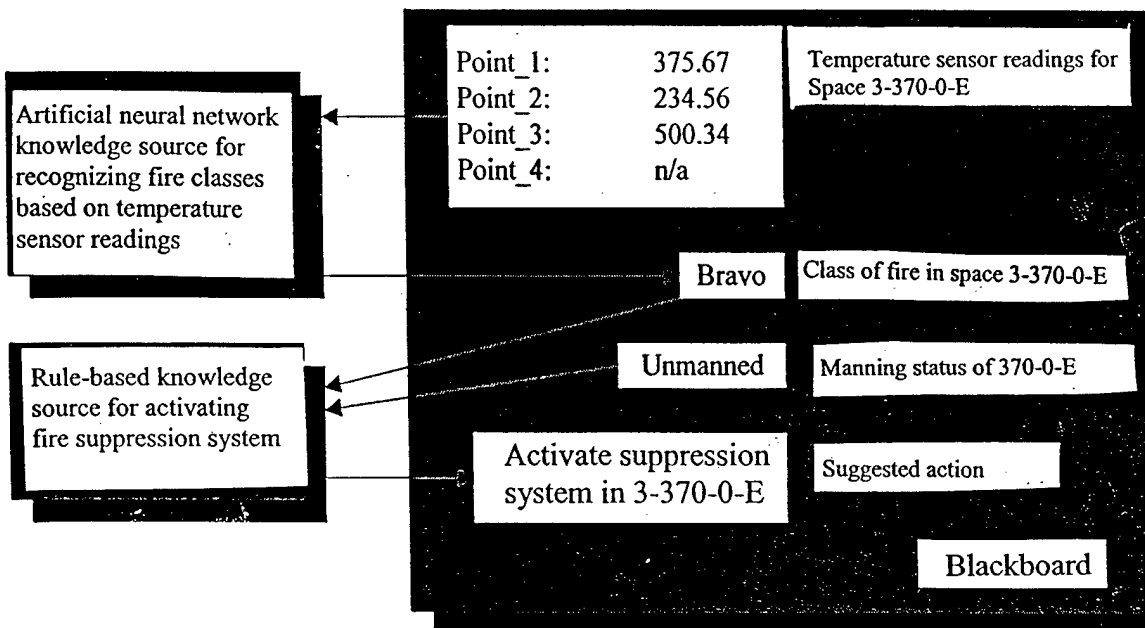 Point_1: 375.67
Point_2: 234.56
Point_3: 500.34
Point_4: n/a
Temperature sensor readings for
Space 3-370-0-E
Artificial neural network
knowledge source for
recognizing fire classes
based on temperature
sensor readings
Bravo
Class of fire in space 3-370-0-E
Unmanned
Manning status of 370-0-E
Rule-based knowledge
source for activating
fire suppression system
Activate suppression
system in 3-370-0-E
Suggested action
Blackboard